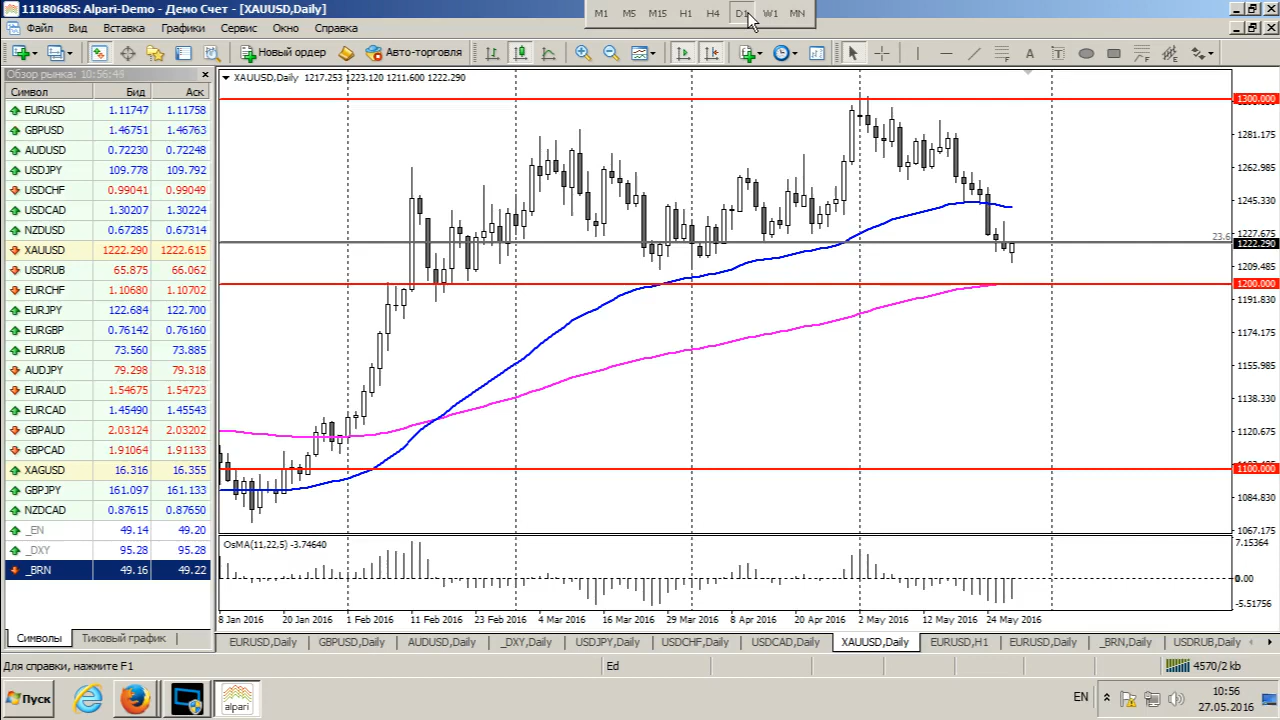 11180685: Alpari-Demo - Демо Счет - [XAUUSD,Daily]
M1 M5 M15 H1 H4 D1 W1 MN
Файл Вид Вставка Графики Сервис Окно Справка
Новый ордер Авто-торговля
Обзор рынка: 10:56:44
Символ Бид Аск
EURUSD 1.11747 1.11758
GBPUSD 1.46751 1.46763
AUDUSD 0.72230 0.72248
USDJPY 109.778 109.792
USDCHF 0.99041 0.99049
USDCAD 1.30207 1.30224
NZDUSD 0.67285 0.67314
XAUUSD 1222.290 1222.615
USDRUB 65.875 66.062
EURCHF 1.10680 1.10702
EURJPY 122.684 122.700
EURGBP 0.76142 0.76160
EURRUB 73.560 73.885
AUDJPY 79.298 79.318
EURAUD 1.54675 1.54723
EURCAD 1.45490 1.45543
GBPAUD 2.03124 2.03202
GBPCAD 1.91064 1.91133
XAGUSD 16.316 16.355
GBPJPY 161.097 161.133
NZDCAD 0.87615 0.87650
_EN 49.14 49.20
_DXY 95.28 95.28
_BRN 49.16 49.22
Символы Тиковый график
XAUUSD,Daily 1217.253 1223.120 1211.600 1222.290
1300.000
1281.175
1262.985
1245.330
1227.675
23.6
1222.290
1209.485
1200.000
1191.830
1174.175
1155.985
1138.330
1120.675
1100.000
1084.830
1067.175
OsMA(11,22,5) -3.74640
7.15364
0.00
-5.51756
8 Jan 2016 20 Jan 2016 1 Feb 2016 11 Feb 2016 23 Feb 2016 4 Mar 2016 16 Mar 2016 29 Mar 2016 8 Apr 2016 20 Apr 2016 2 May 2016 12 May 2016 24 May 2016
EURUSD,Daily GBPUSD,Daily AUDUSD,Daily _DXY,Daily USDJPY,Daily USDCHF,Daily USDCAD,Daily XAUUSD,Daily EURUSD,H1 EURUSD,Daily _BRN,Daily USDRUB,Daily
Для справки, нажмите F1
Ed
4570/2 kb
Пуск
alpari
EN
10:56
27.05.2016